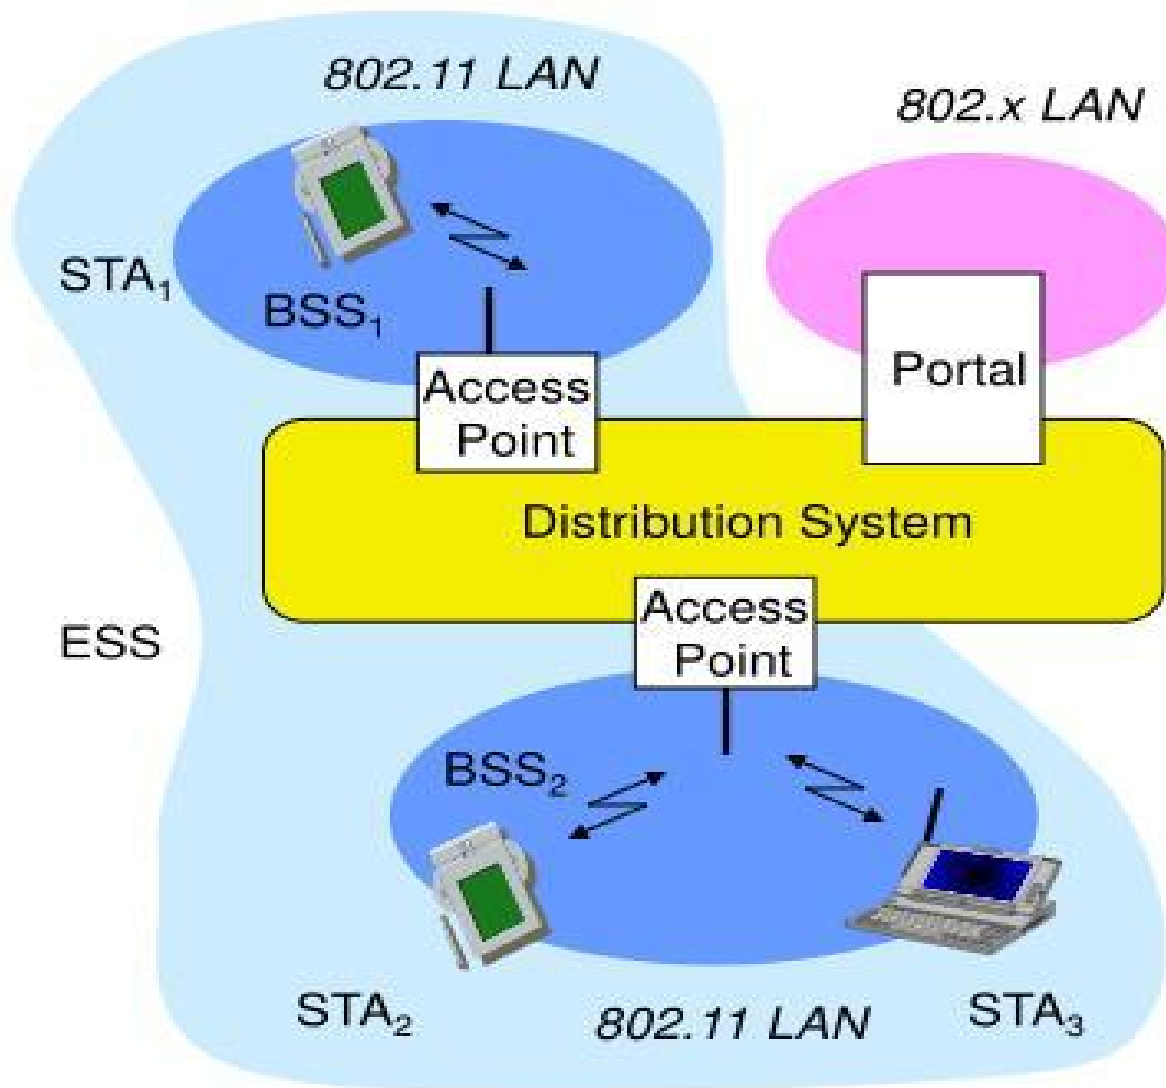 802.11 LAN
802.x LAN
STA₁
BSS₁
Access
Point
Portal
Distribution System
Access
Point
ESS
BSS₂
STA₂
802.11 LAN
STA₃